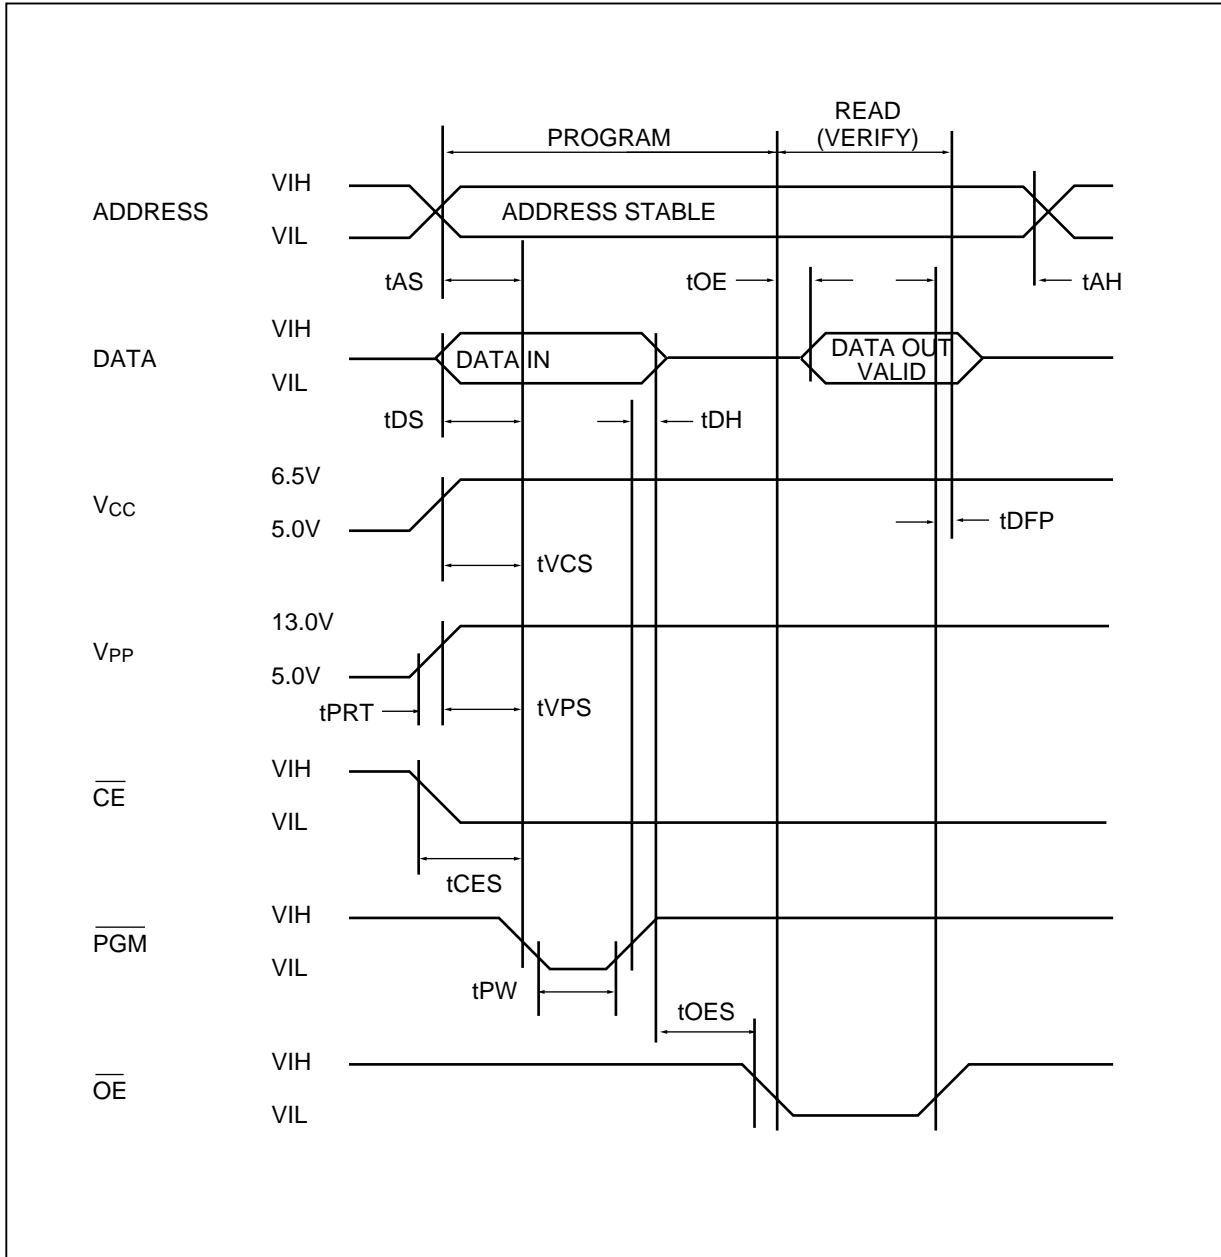 READ
PROGRAM (VERIFY)
VIH
ADDRESS ADDRESS STABLE
VIL
tAS tOE tAH
VIH
DATA DATA IN DATA OUT
VALID
VIL
tDS tDH
6.5V
VCC
5.0V tDFP
tVCS
13.0V
VPP
5.0V
tPRT tVPS
VIH
CE
VIL
tCES
VIH
PGM
VIL
tPW
tOES
VIH
OE
VIL